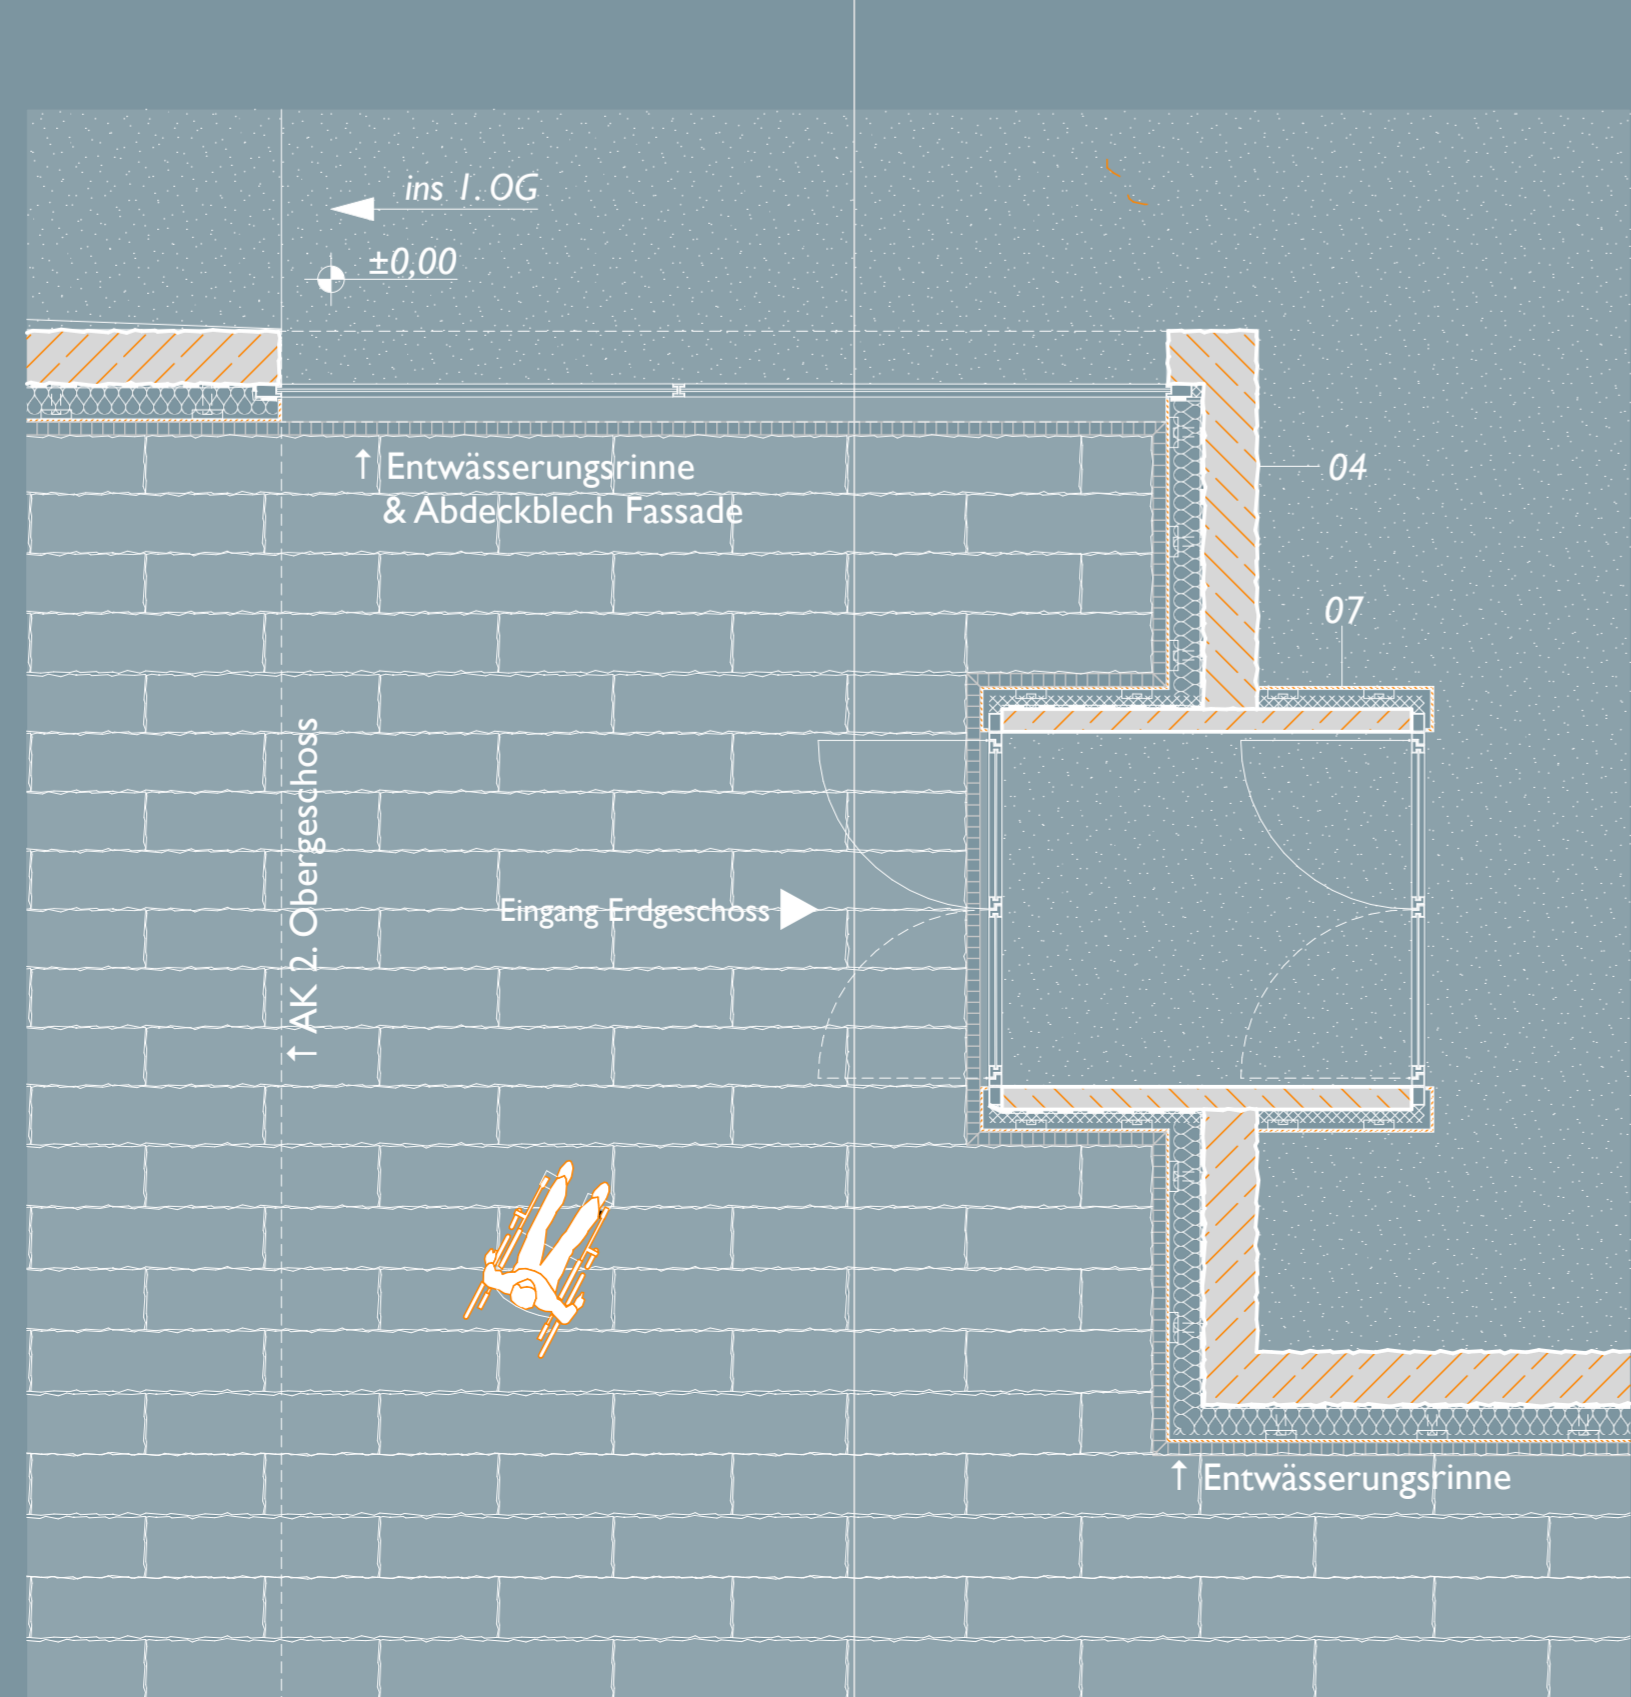 ins 1. OG
±0,00
↑ Entwässerungsrinne
& Abdeckblech Fassade
04
07
↑ AK 2. Obergeschoss
Eingang Erdgeschoss
↑ Entwässerungsrinne